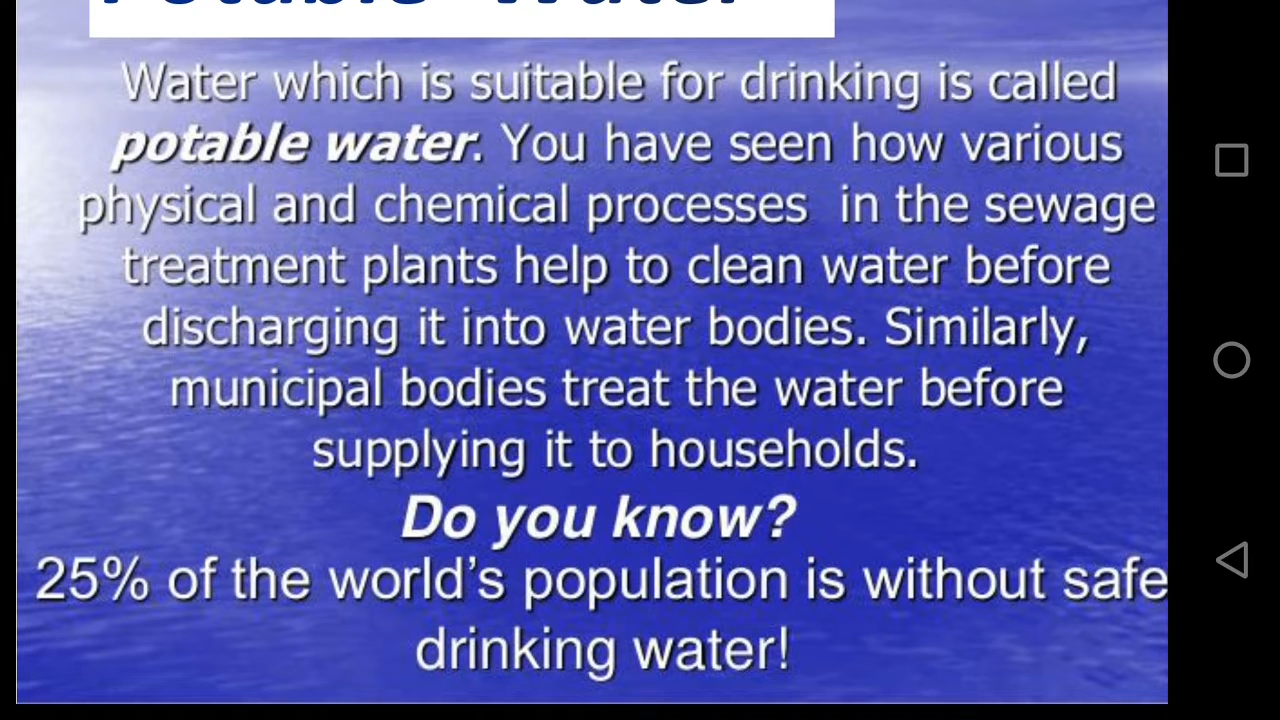 Potable Water
Water which is suitable for drinking is called
potable water. You have seen how various
physical and chemical processes in the sewage
treatment plants help to clean water before
discharging it into water bodies. Similarly,
municipal bodies treat the water before
supplying it to households.
Do you know?
25% of the world's population is without safe
drinking water!